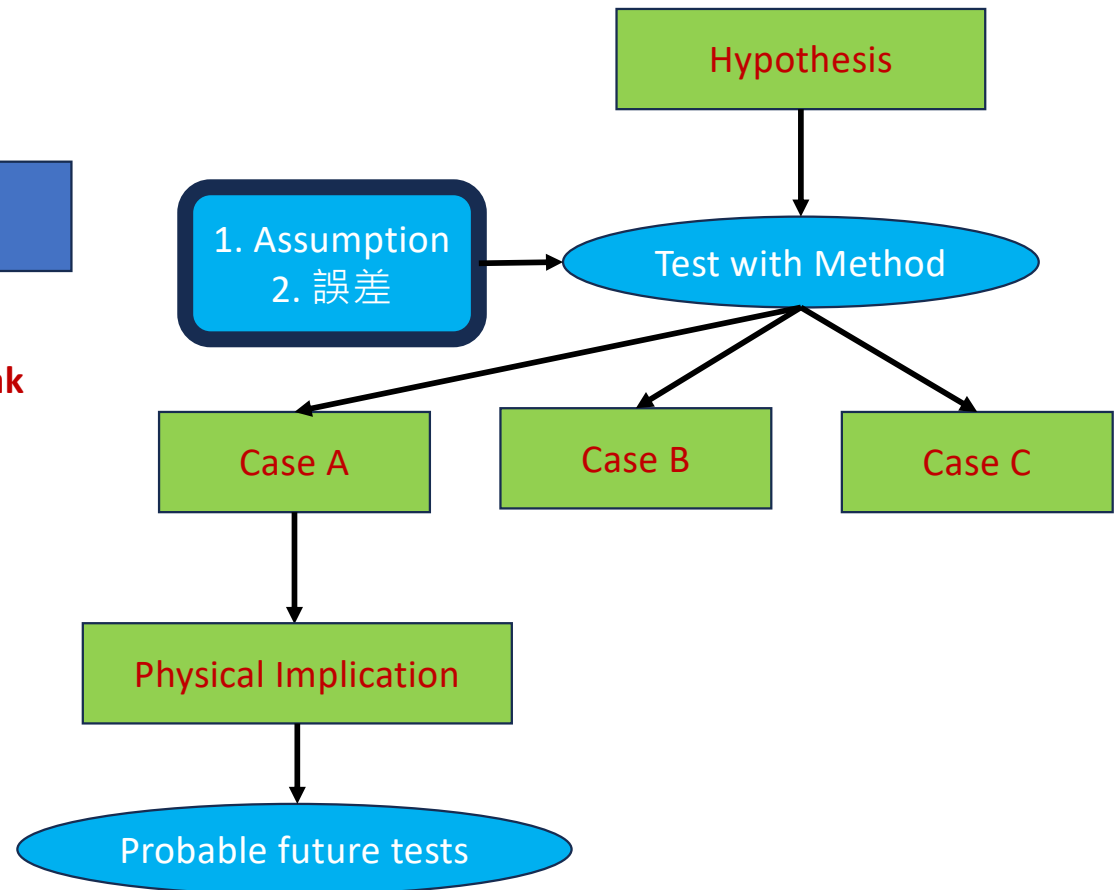 Hypothesis
1. Assumption
2. 誤差
Test with Method
Case A
Case B
Case C
Physical Implication
Probable future tests